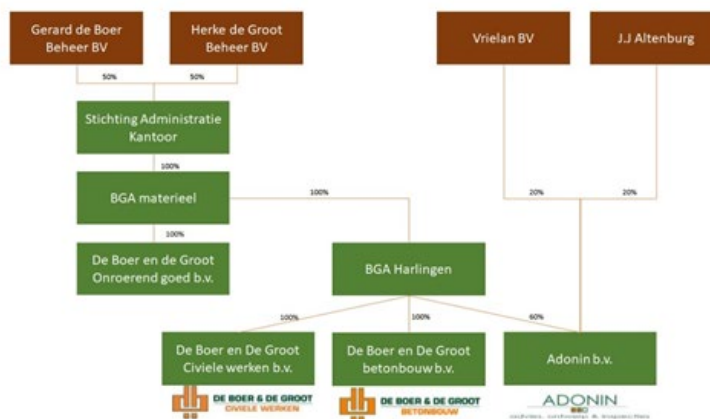 Gerard de Boer
Beheer BV
Herke de Groot
Beheer BV
Vrielan BV
J.J Altenburg
50%
50%
20%
20%
Stichting Administratie
Kantoor
100%
BGA materieel
100%
100%
De Boer en de Groot
Onroerend goed b.v.
BGA Harlingen
100%
100%
60%
De Boer en De Groot
Civiele werken b.v.
De Boer en De Groot
betonbouw b.v.
Adonin b.v.
DE BOER & DE GROOT
CIVIELE WERKEN
DE BOER & DE GROOT
BETONBOUW
ADONIN